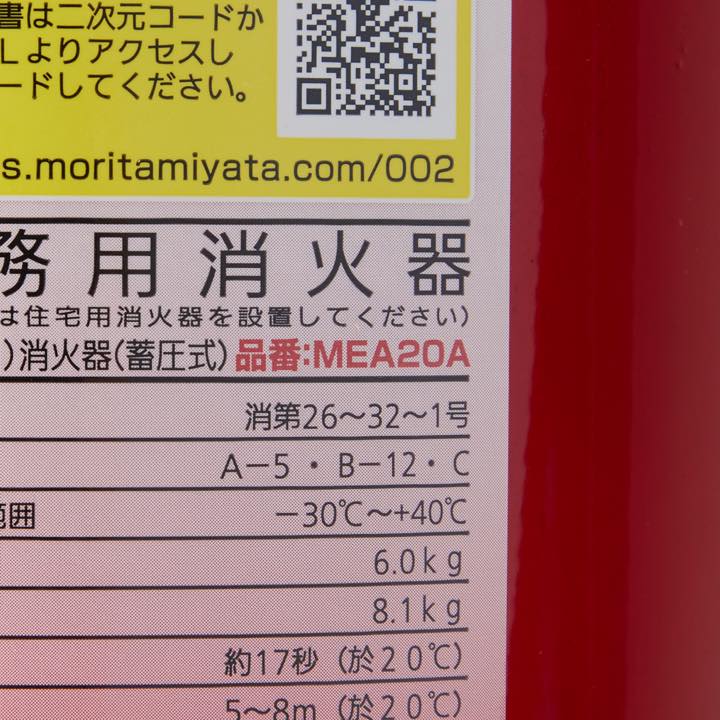 書は二次元コードか
Lよりアクセスし
ードしてください。
s.moritamiyata.com/002
務用消火器
は住宅用消火器を設置してください)
)消火器(蓄圧式) 品番:MEA20A
消第26〜32〜1号
A－5・B－12・C
範囲 －30℃〜+40℃
6.0kg
8.1kg
約17秒 (於20℃)
5〜8m (於20℃)